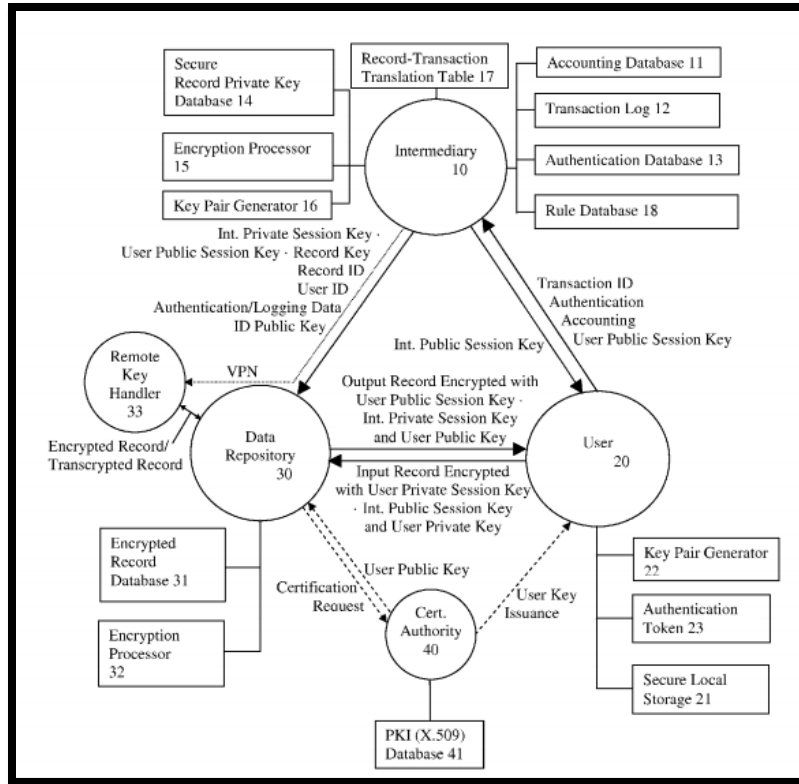 Secure
Record Private Key
Database 14
Record-Transaction
Translation Table 17
Accounting Database 11
Transaction Log 12
Encryption Processor
15
Intermediary
10
Authentication Database 13
Key Pair Generator 16
Rule Database 18
Int. Private Session Key ·
User Public Session Key · Record Key
Record ID
User ID
Authentication/Logging Data
ID Public Key
Transaction ID
Authentication
Accounting
User Public Session Key
Int. Public Session Key
Remote
Key
Handler
33
VPN
Encrypted Record/
Transcrypted Record
Data
Repository
30
Output Record Encrypted with
User Public Session Key ·
Int. Private Session Key
and User Public Key
User
20
Input Record Encrypted
with User Private Session Key
· Int. Public Session Key
and User Private Key
Encrypted
Record
Database 31
Encryption
Processor
32
User Public Key
Certification
Request
Cert.
Authority
40
User Key
Issuance
Key Pair Generator
22
Authentication
Token 23
Secure Local
Storage 21
PKI (X.509)
Database 41